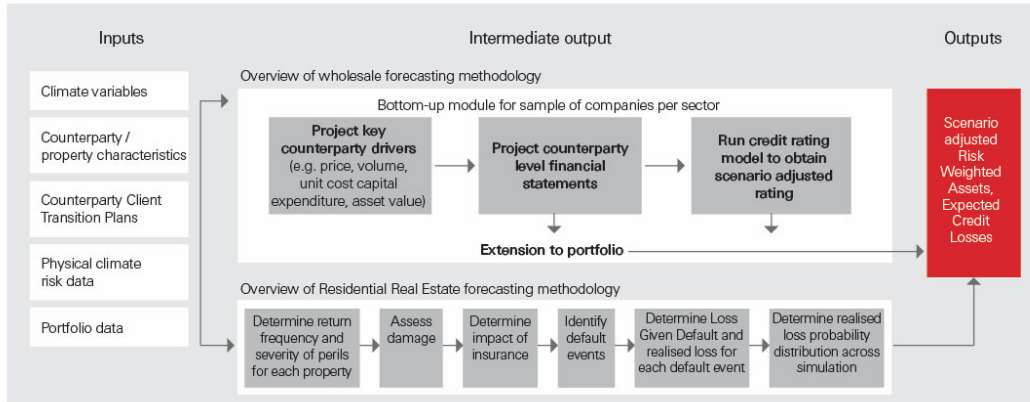 Inputs
Intermediate output
Outputs
Climate variables
Counterparty /
property characteristics
Counterparty Client
Transition Plans
Physical climate
risk data
Portfolio data
Overview of wholesale forecasting methodology
Bottom-up module for sample of companies per sector
Project key
counterparty drivers
(e.g. price, volume,
unit cost capital
expenditure, asset value)
Project counterparty
level financial
statements
Run credit rating
model to obtain
scenario adjusted
rating
Extension to portfolio
Overview of Residential Real Estate forecasting methodology
Determine return
frequency and
severity of perils
for each property
Assess
damage
Determine
impact of
insurance
Identify
default
events
Determine Loss
Given Default and
realised loss for
each default event
Determine realised
loss probability
distribution across
simulation
Scenario
adjusted
Risk
Weighted
Assets,
Expected
Credit
Losses